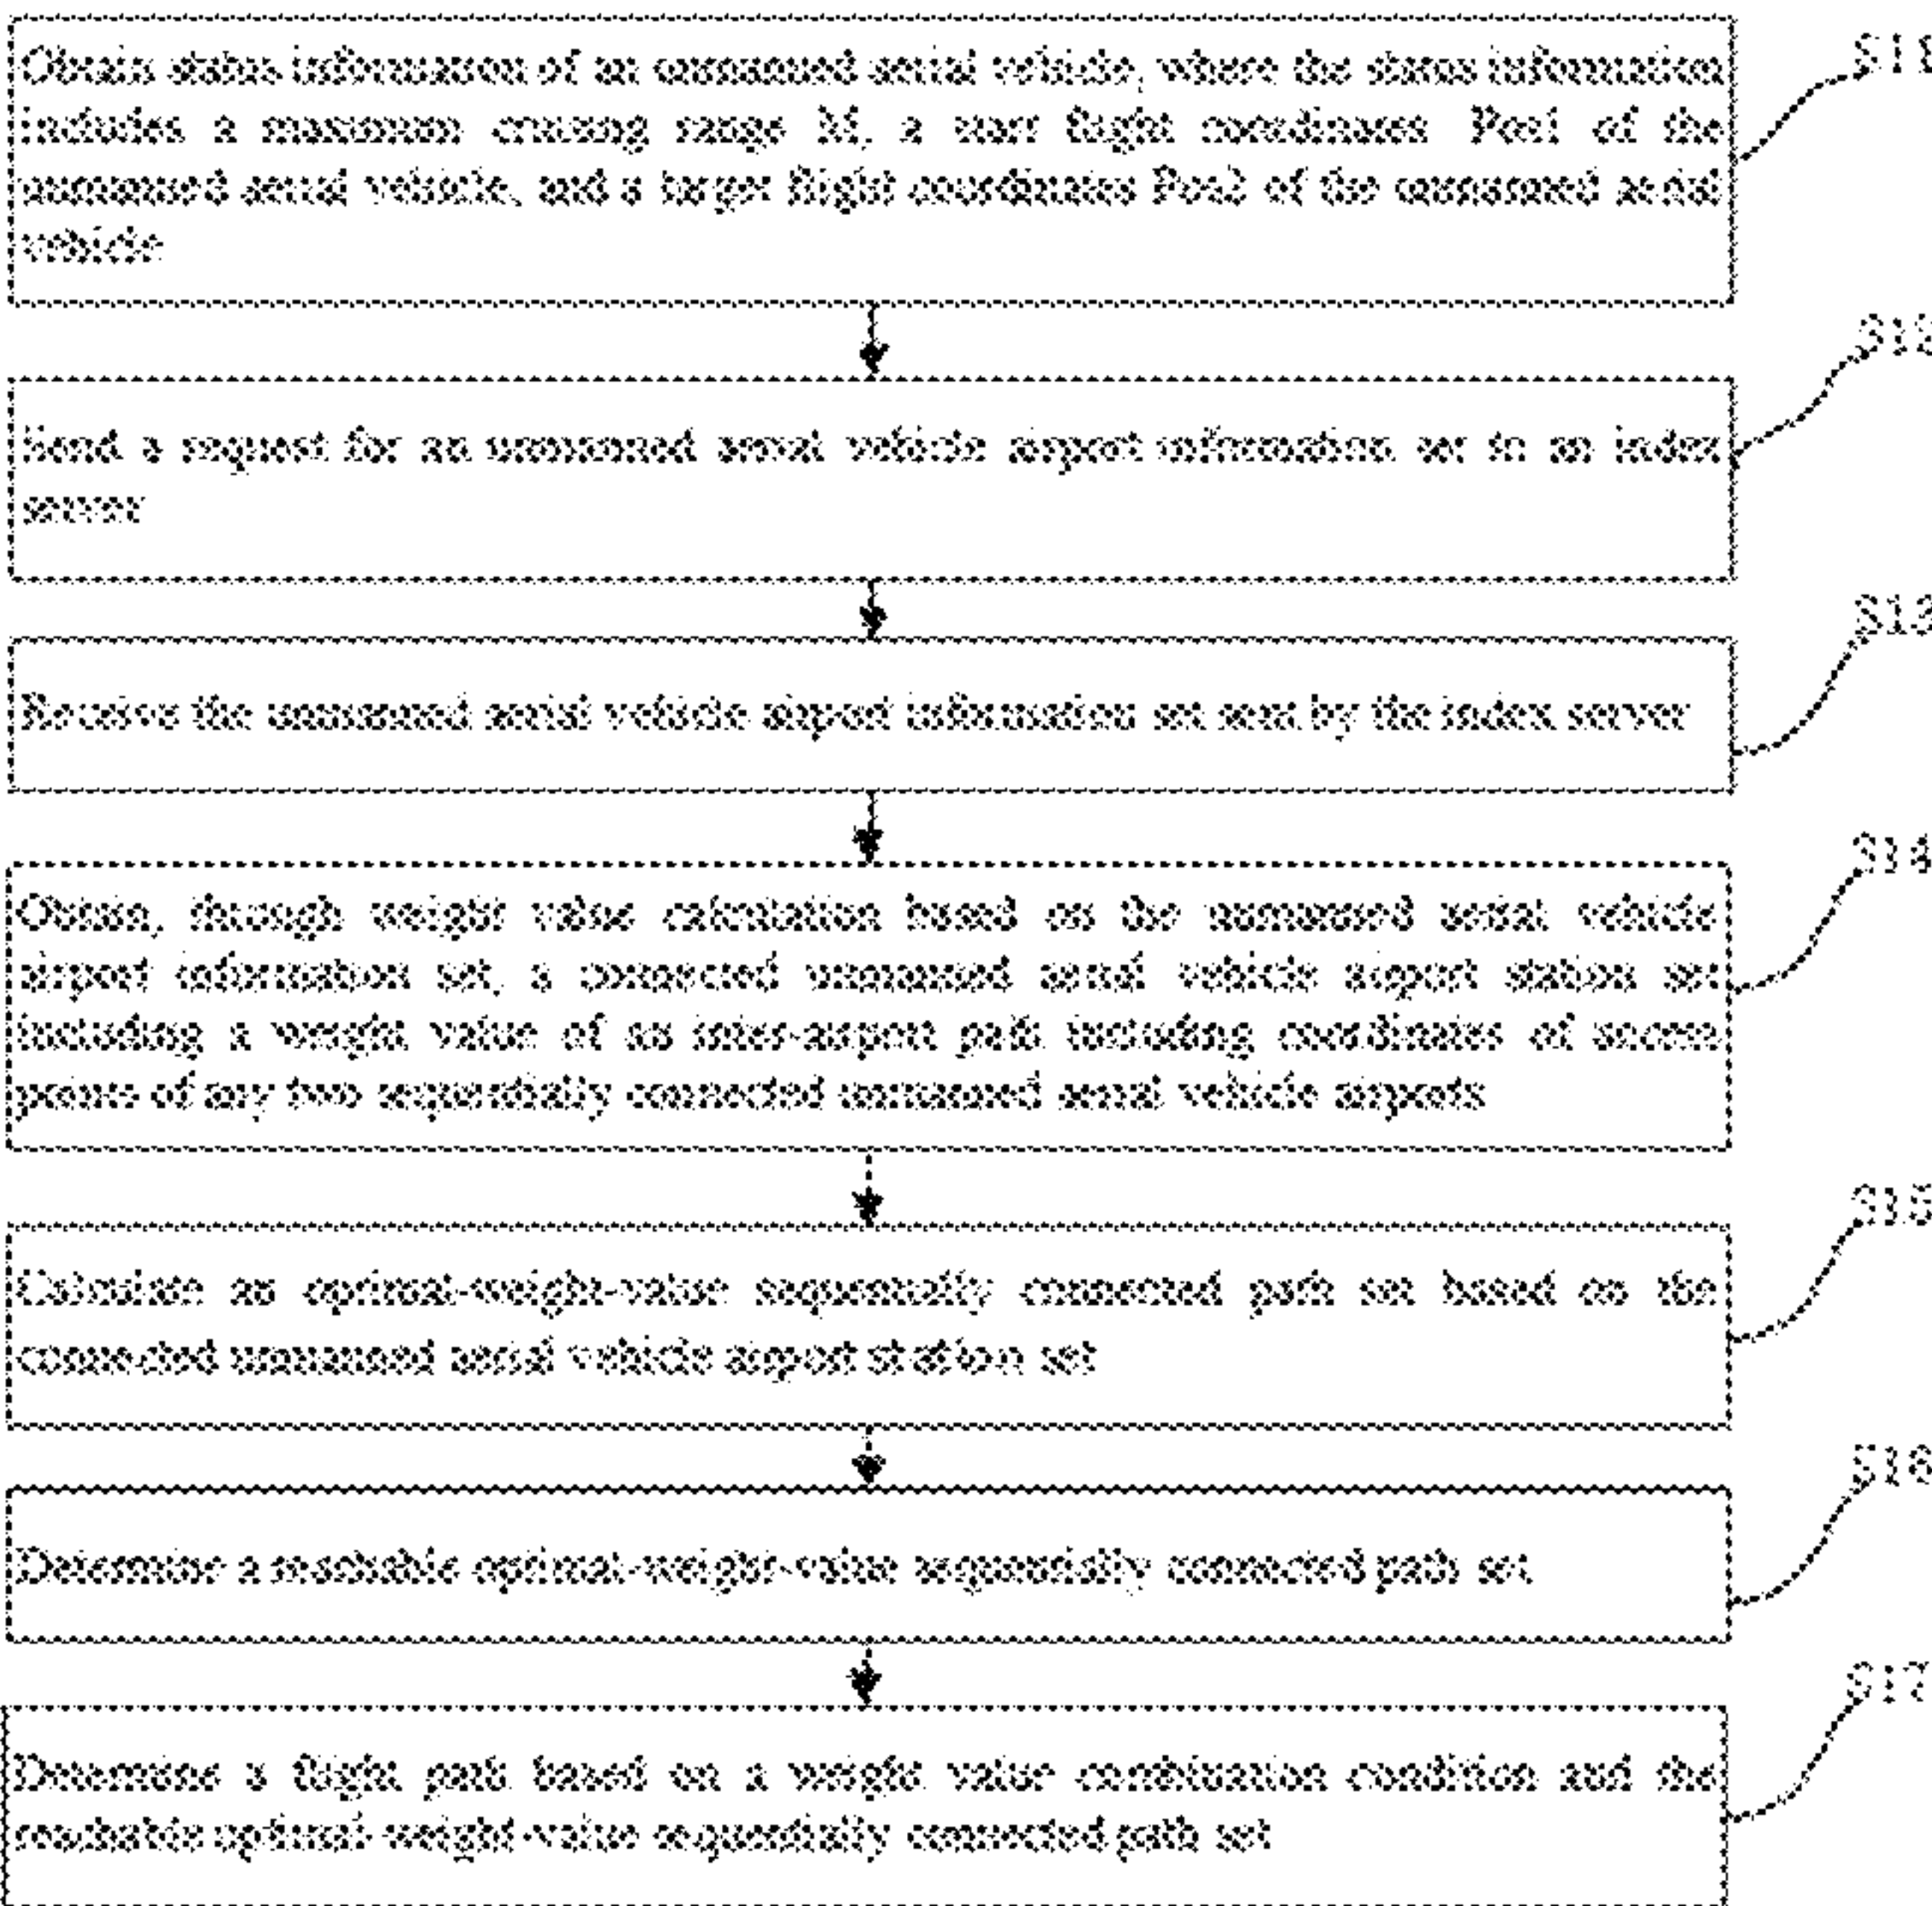 Obtain status information of an unmanned aerial vehicle, where the status information
S11
includes a maximum cruising range M, a start flight coordinates Pos1 of the
unmanned aerial vehicle, and a target flight coordinates Pos2 of the unmanned aerial
vehicle
S12
Send a request for an unmanned aerial vehicle airport information set to an index
server
S13
Receive the unmanned aerial vehicle airport information set sent by the index server
S14
Obtain, through weight value calculation based on the unmanned aerial vehicle
airport information set, a connected unmanned aerial vehicle airport station set
including a weight value of an inter-airport path including coordinates of access
points of any two sequentially connected unmanned aerial vehicle airports
S15
Calculate an optimal-weight-value sequentially connected path set based on the
connected unmanned aerial vehicle airport station set
S16
Determine a reachable optimal-weight-value sequentially connected path set
S17
Determine a flight path based on a weight value combination condition and the
reachable optimal-weight-value sequentially connected path set